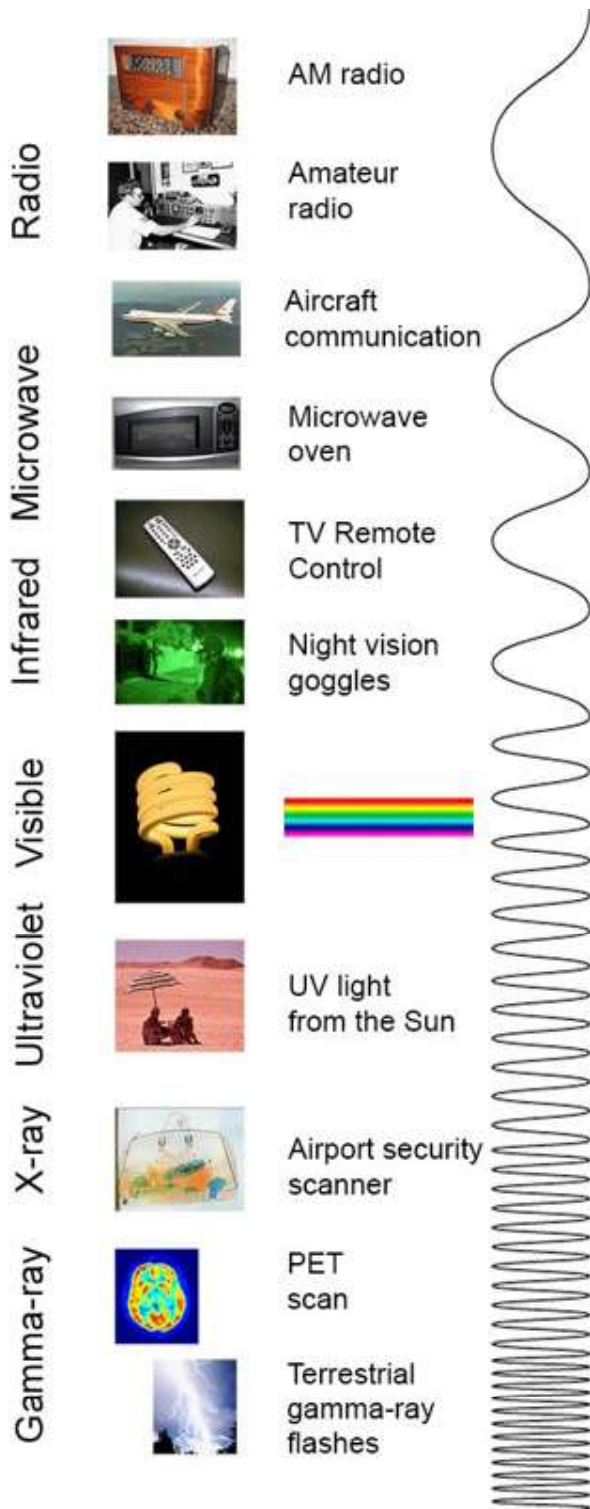 Radio
AM radio
Amateur
radio
Aircraft
communication
Microwave
Microwave
oven
Infrared
TV Remote
Control
Night vision
goggles
Visible
Ultraviolet
UV light
from the Sun
X-ray
Airport security
scanner
Gamma-ray
PET
scan
Terrestrial
gamma-ray
flashes